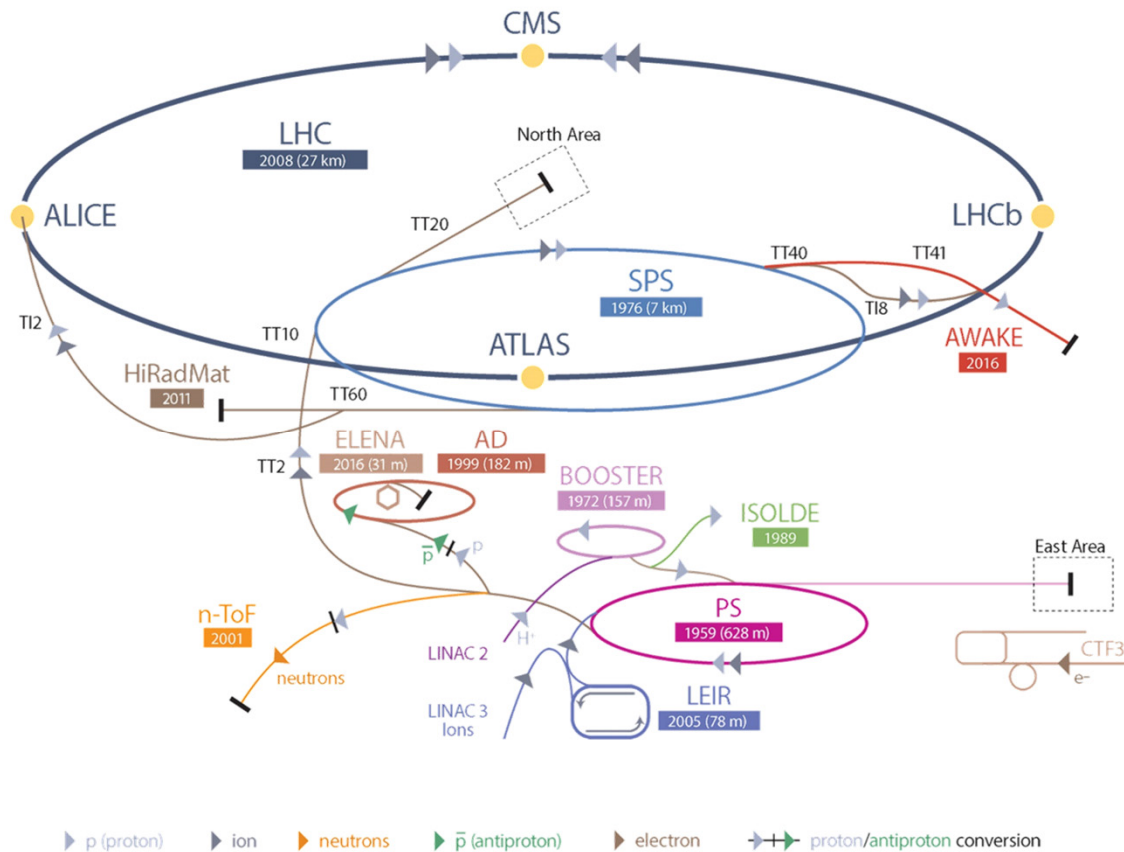 CMS
LHC
2008 (27 km)
North Area
ALICE
TT20
LHCb
TT40
TT41
SPS
1976 (7 km)
TI8
TI2
TT10
ATLAS
AWAKE
2016
HiRadMat
2011
TT60
ELENA
2016 (31 m)
AD
1999 (182 m)
TT2
BOOSTER
1972 (157 m)
ISOLDE
1989
p̅
p
East Area
n-ToF
2001
PS
1959 (628 m)
H⁺
LINAC 2
neutrons
CTF3
e⁻
LEIR
2005 (78 m)
LINAC 3
Ions
p (proton)
ion
neutrons
p̅ (antiproton)
electron
proton/antiproton conversion